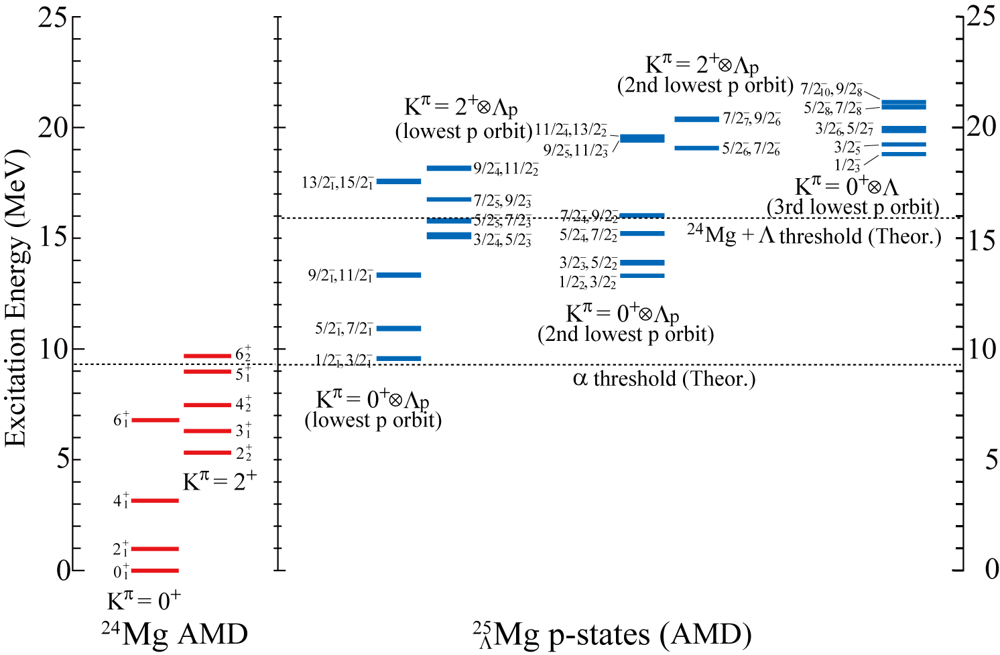 25
20
15
10
5
0
Excitation Energy (MeV)
6⁺₂
5⁺₁
4⁺₂
3⁺₁
2⁺₂
K^π = 2⁺
6⁺₁
4⁺₁
2⁺₁
0⁺₁
K^π = 0⁺
²⁴Mg AMD
13/2⁻₁,15/2⁻₁
9/2⁻₁,11/2⁻₁
5/2⁻₁,7/2⁻₁
1/2⁻₁,3/2⁻₁
K^π = 0⁺⊗Λp
(lowest p orbit)
K^π = 2⁺⊗Λp
(lowest p orbit)
9/2⁻₄,11/2⁻₂
7/2⁻₅,9/2⁻₃
5/2⁻₅,7/2⁻₃
3/2⁻₄,5/2⁻₃
11/2⁻₄,13/2⁻₂
9/2⁻₅,11/2⁻₃
7/2⁻₄,9/2⁻₂
5/2⁻₄,7/2⁻₂
3/2⁻₃,5/2⁻₂
1/2⁻₂,3/2⁻₂
K^π = 0⁺⊗Λp
(2nd lowest p orbit)
K^π = 2⁺⊗Λp
(2nd lowest p orbit)
7/2⁻₇,9/2⁻₆
5/2⁻₆,7/2⁻₆
7/2⁻₁₀,9/2⁻₈
5/2⁻₈,7/2⁻₈
3/2⁻₆,5/2⁻₇
3/2⁻₅
1/2⁻₃
K^π = 0⁺⊗Λ
(3rd lowest p orbit)
²⁴Mg + Λ threshold (Theor.)
α threshold (Theor.)
²⁵_ΛMg p-states (AMD)
25
20
15
10
5
0